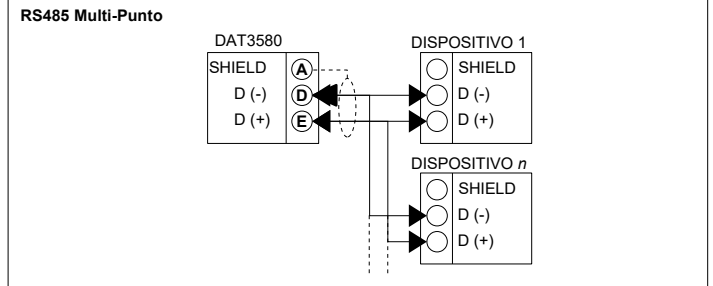 RS485 Multi-Punto
DAT3580
SHIELD A
D (-) D
D (+) E
DISPOSITIVO 1
SHIELD
D (-)
D (+)
DISPOSITIVO n
SHIELD
D (-)
D (+)